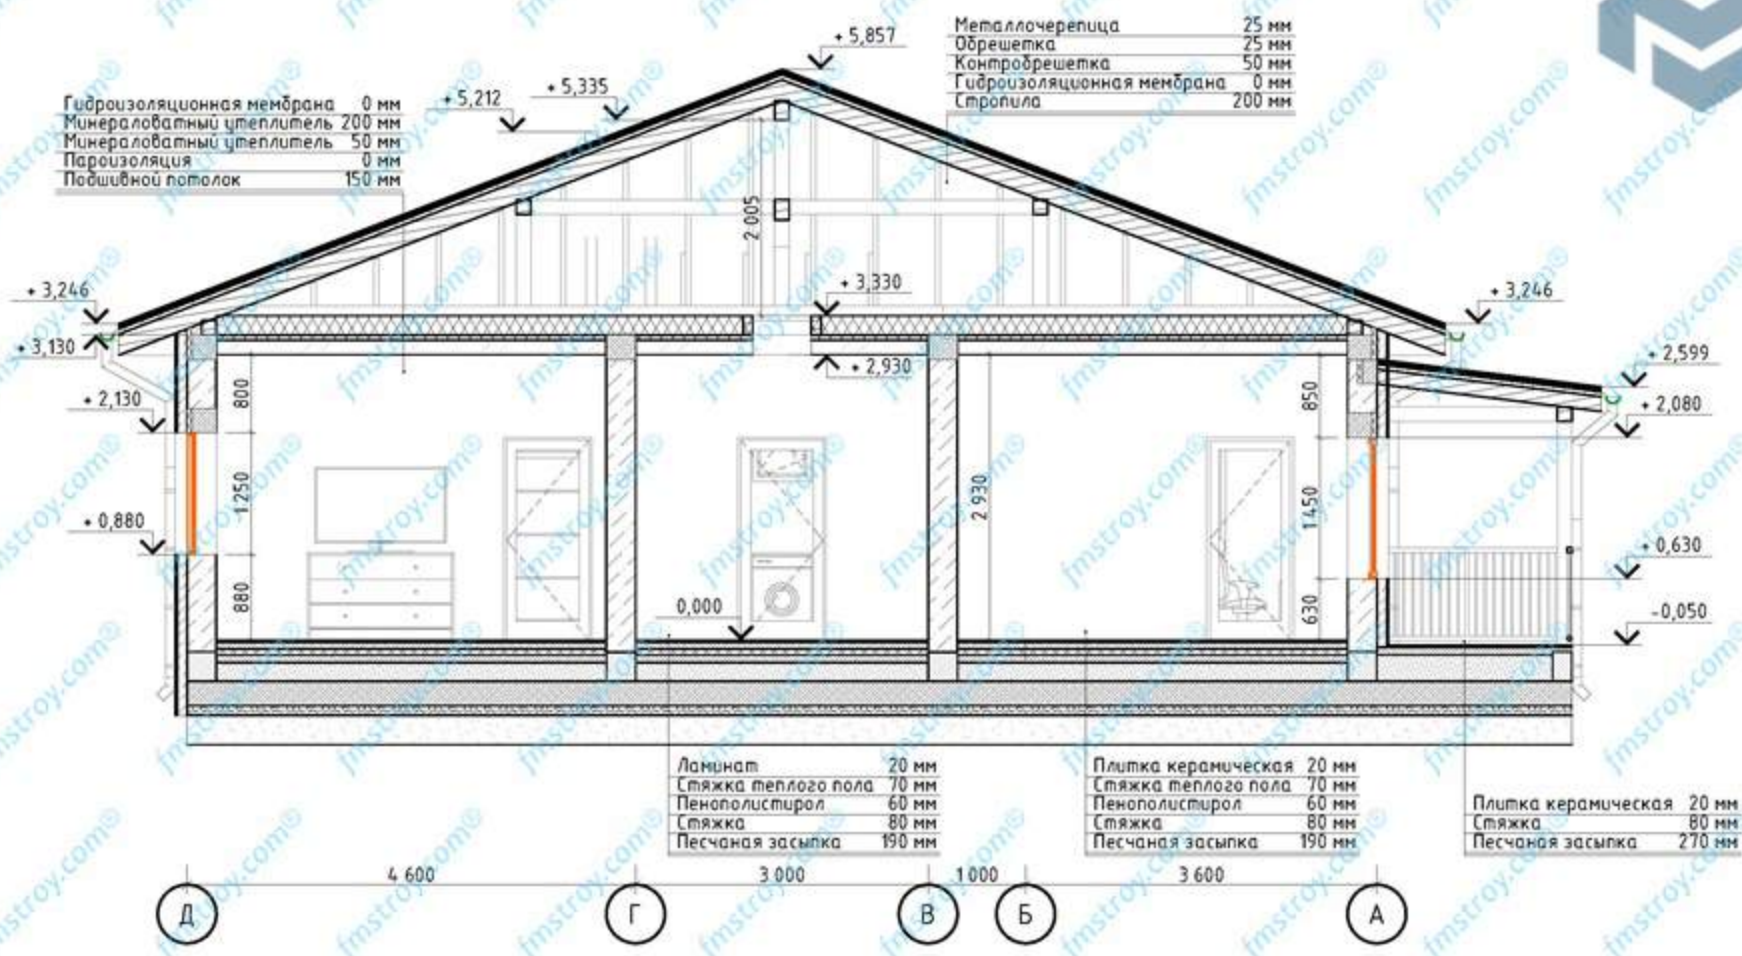 + 5,857
Металлочерепица 25 мм
Обрешетка 25 мм
Контробрешетка 50 мм
Гидроизоляционная мембрана 0 мм
Стропила 200 мм
+ 5,335
+ 5,212
Гидроизоляционная мембрана 0 мм
Минераловатный утеплитель 200 мм
Минераловатный утеплитель 50 мм
Пароизоляция 0 мм
Подшивной потолок 150 мм
2 005
+ 3,246
+ 3,330
+ 3,246
+ 3,130
+ 2,930
+ 2,599
+ 2,130
800
850
+ 2,080
+ 0,880
1 250
2 930
1 450
+ 0,630
880
0,000
630
-0,050
Ламинат 20 мм
Стяжка теплого пола 70 мм
Пенополистирол 60 мм
Стяжка 80 мм
Песчаная засыпка 190 мм
Плитка керамическая 20 мм
Стяжка теплого пола 70 мм
Пенополистирол 60 мм
Стяжка 80 мм
Песчаная засыпка 190 мм
Плитка керамическая 20 мм
Стяжка 80 мм
Песчаная засыпка 270 мм
4 600
3 000
1 000
3 600
Д
Г
В
Б
А
fmstroy.com®